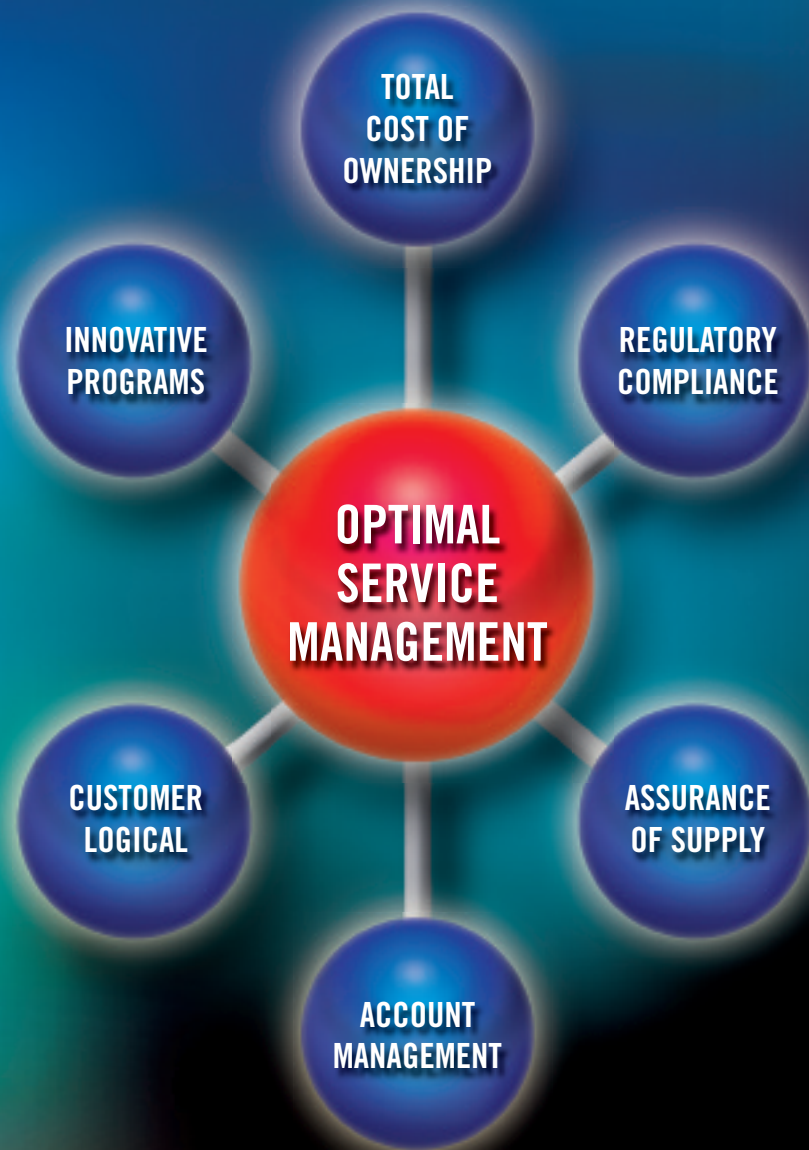 TOTAL
COST OF
OWNERSHIP
INNOVATIVE
PROGRAMS
REGULATORY
COMPLIANCE
OPTIMAL
SERVICE
MANAGEMENT
CUSTOMER
LOGICAL
ASSURANCE
OF SUPPLY
ACCOUNT
MANAGEMENT